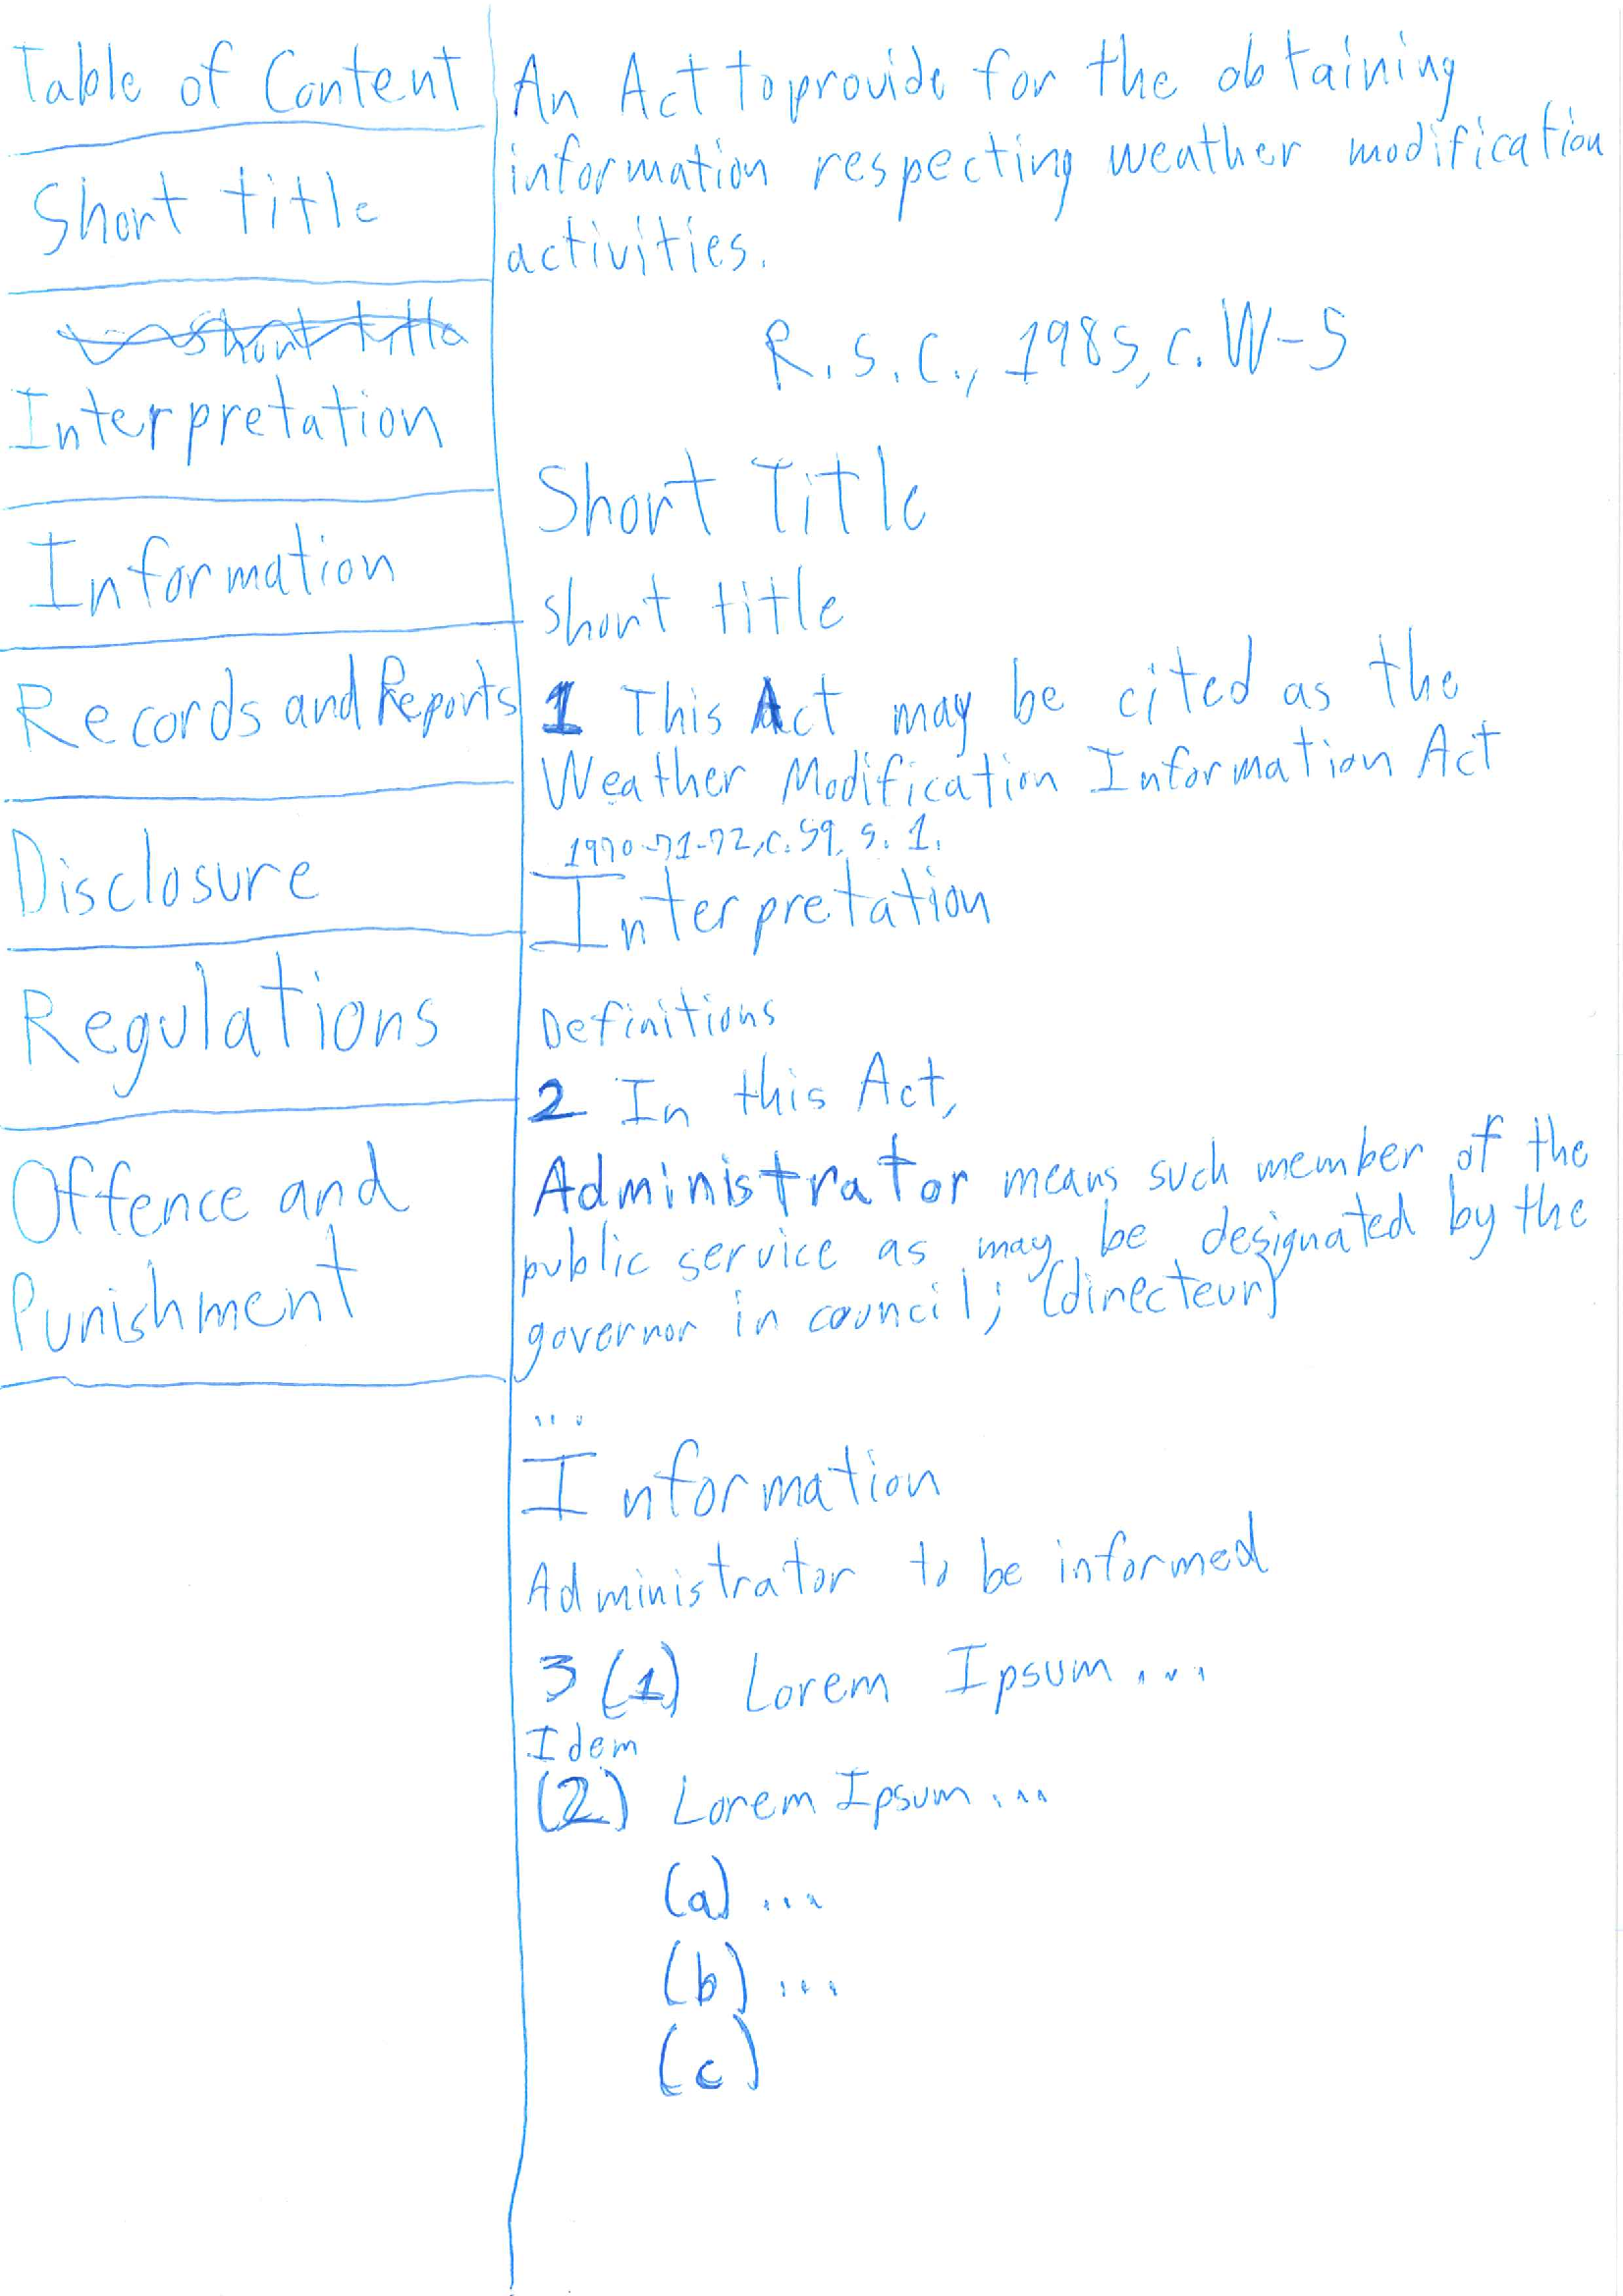 Table of Content
Short title
Short title
Interpretation
Information
Records and Reports
Disclosure
Regulations
Offence and
Punishment
An Act to provide for the obtaining
information respecting weather modification
activities.
R.S.C., 1985, c. W-5
Short Title
Short title
1 This Act may be cited as the
Weather Modification Information Act
1970-71-72, c. 59, s. 1.
Interpretation
Definitions
2 In this Act,
Administrator means such member of the
public service as may be designated by the
governor in council; (directeur)
...
Information
Administrator to be informed
3 (1) Lorem Ipsum ...
Idem
(2) Lorem Ipsum ...
(a) ...
(b) ...
(c)